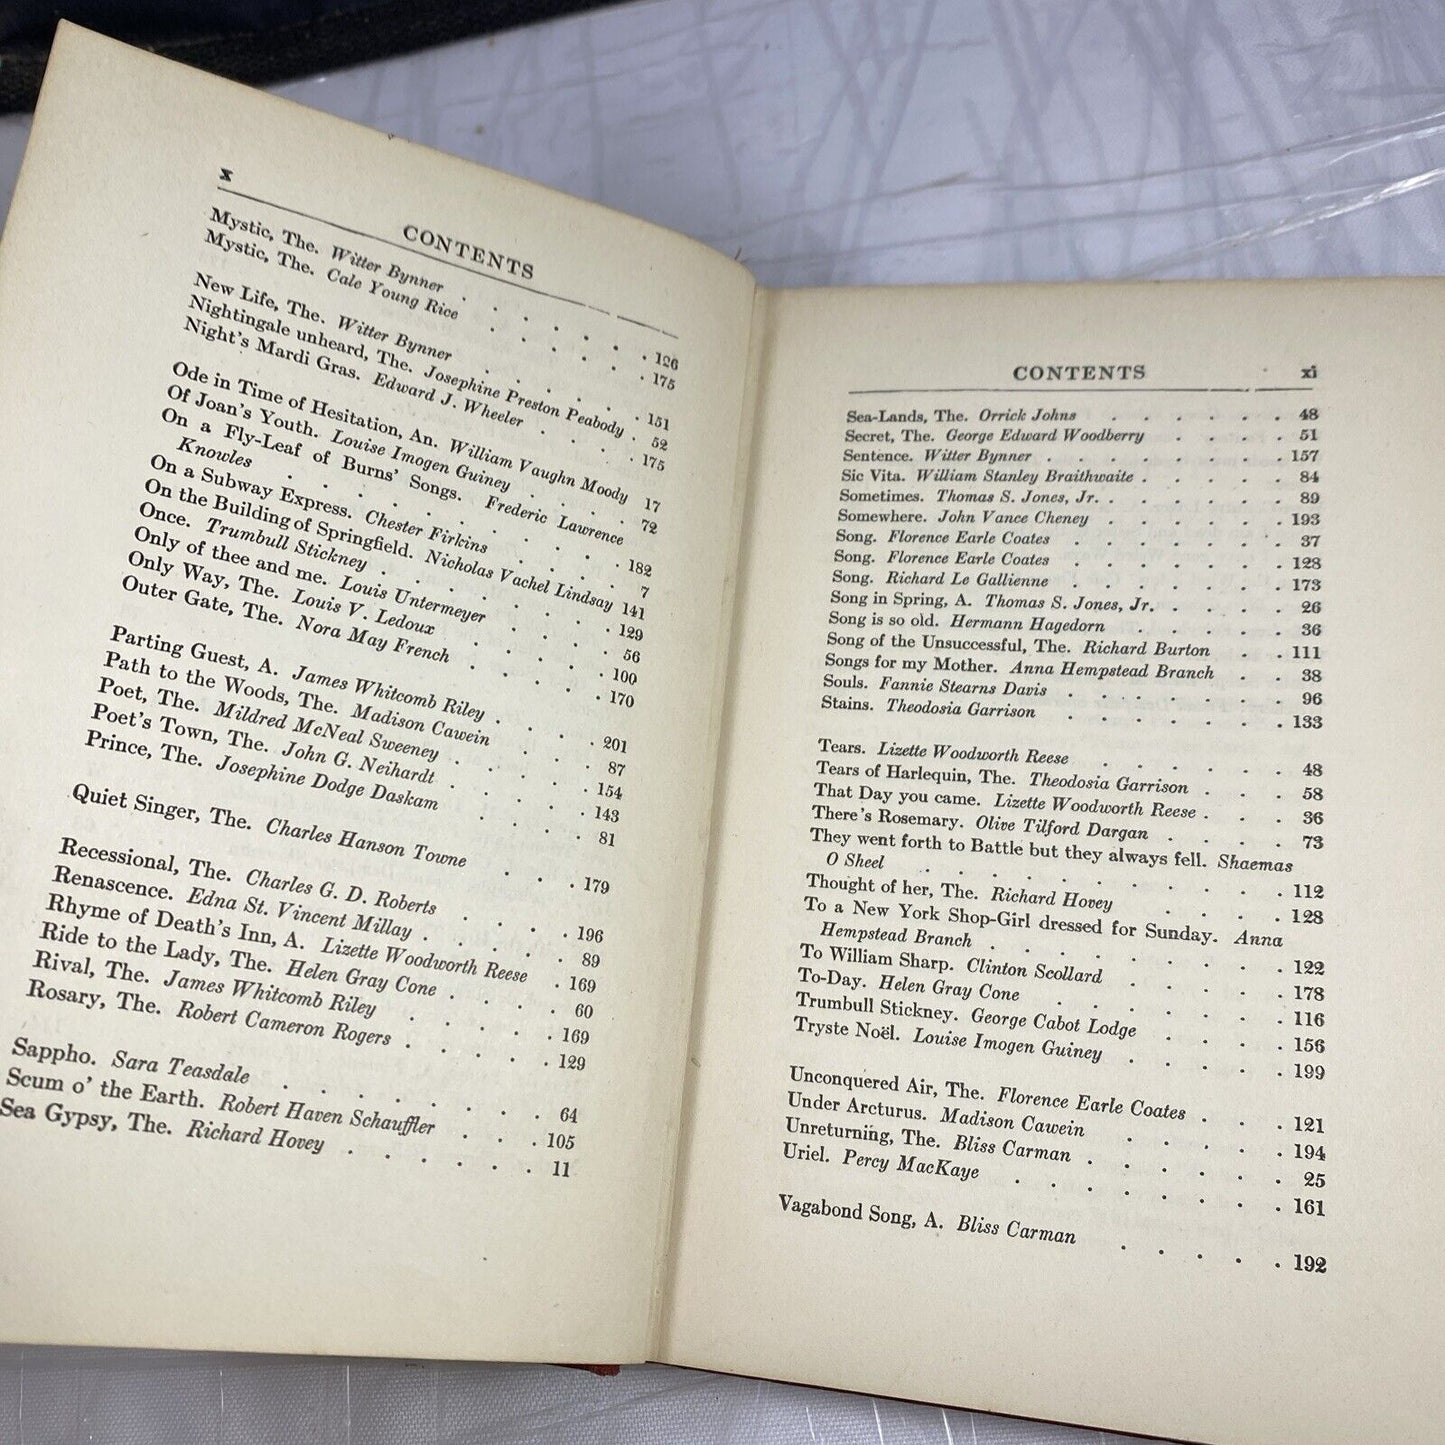 x
CONTENTS
Mystic, The. Witter Bynner . . . . . . 126
Mystic, The. Cale Young Rice . . . . . 175
New Life, The. Witter Bynner . . . . . 151
Nightingale unheard, The. Josephine Preston Peabody . 52
Night's Mardi Gras. Edward J. Wheeler . . . 175
Ode in Time of Hesitation, An. William Vaughn Moody 17
Of Joan's Youth. Louise Imogen Guiney . . . . 72
On a Fly-Leaf of Burns' Songs. Frederic Lawrence
Knowles . . . . . . . . . 182
On a Subway Express. Chester Firkins . . . . 7
On the Building of Springfield. Nicholas Vachel Lindsay 141
Once. Trumbull Stickney . . . . . . . 129
Only of thee and me. Louis Untermeyer . . . . 56
Only Way, The. Louis V. Ledoux . . . . . 100
Outer Gate, The. Nora May French . . . . . 170
Parting Guest, A. James Whitcomb Riley . . . . 201
Path to the Woods, The. Madison Cawein . . . 87
Poet, The. Mildred McNeal Sweeney . . . . . 154
Poet's Town, The. John G. Neihardt . . . . . 143
Prince, The. Josephine Dodge Daskam . . . . 81
Quiet Singer, The. Charles Hanson Towne . . . 179
Recessional, The. Charles G. D. Roberts . . . . 196
Renascence. Edna St. Vincent Millay . . . . . 89
Rhyme of Death's Inn, A. Lizette Woodworth Reese . 169
Ride to the Lady, The. Helen Gray Cone . . . . 60
Rival, The. James Whitcomb Riley . . . . . 169
Rosary, The. Robert Cameron Rogers . . . . . 129
Sappho. Sara Teasdale . . . . . . . . 64
Scum o' the Earth. Robert Haven Schauffler . . . 105
Sea Gypsy, The. Richard Hovey . . . . . . 11
CONTENTS xi
Sea-Lands, The. Orrick Johns . . . . . . 48
Secret, The. George Edward Woodberry . . . . 51
Sentence. Witter Bynner . . . . . . . . 157
Sic Vita. William Stanley Braithwaite . . . . . 84
Sometimes. Thomas S. Jones, Jr. . . . . . . 89
Somewhere. John Vance Cheney . . . . . . 193
Song. Florence Earle Coates . . . . . . . 37
Song. Florence Earle Coates . . . . . . . 128
Song. Richard Le Gallienne . . . . . . . 173
Song in Spring, A. Thomas S. Jones, Jr. . . . . 26
Song is so old. Hermann Hagedorn . . . . . 36
Song of the Unsuccessful, The. Richard Burton . . 111
Songs for my Mother. Anna Hempstead Branch . . 38
Souls. Fannie Stearns Davis . . . . . . . 96
Stains. Theodosia Garrison . . . . . . . 133
Tears. Lizette Woodworth Reese . . . . . . 48
Tears of Harlequin, The. Theodosia Garrison . . . 58
That Day you came. Lizette Woodworth Reese . . . 36
There's Rosemary. Olive Tilford Dargan . . . . 73
They went forth to Battle but they always fell. Shaemas
O Sheel . . . . . . . . . . 112
Thought of her, The. Richard Hovey . . . . 128
To a New York Shop-Girl dressed for Sunday. Anna
Hempstead Branch . . . . . . . . . 122
To William Sharp. Clinton Scollard . . . . . 178
To-Day. Helen Gray Cone . . . . . . . 116
Trumbull Stickney. George Cabot Lodge . . . . 156
Tryste Noël. Louise Imogen Guiney . . . . . 199
Unconquered Air, The. Florence Earle Coates . . . 121
Under Arcturus. Madison Cawein . . . . . 194
Unreturning, The. Bliss Carman . . . . . . 25
Uriel. Percy MacKaye . . . . . . . . 161
Vagabond Song, A. Bliss Carman . . . . . 192